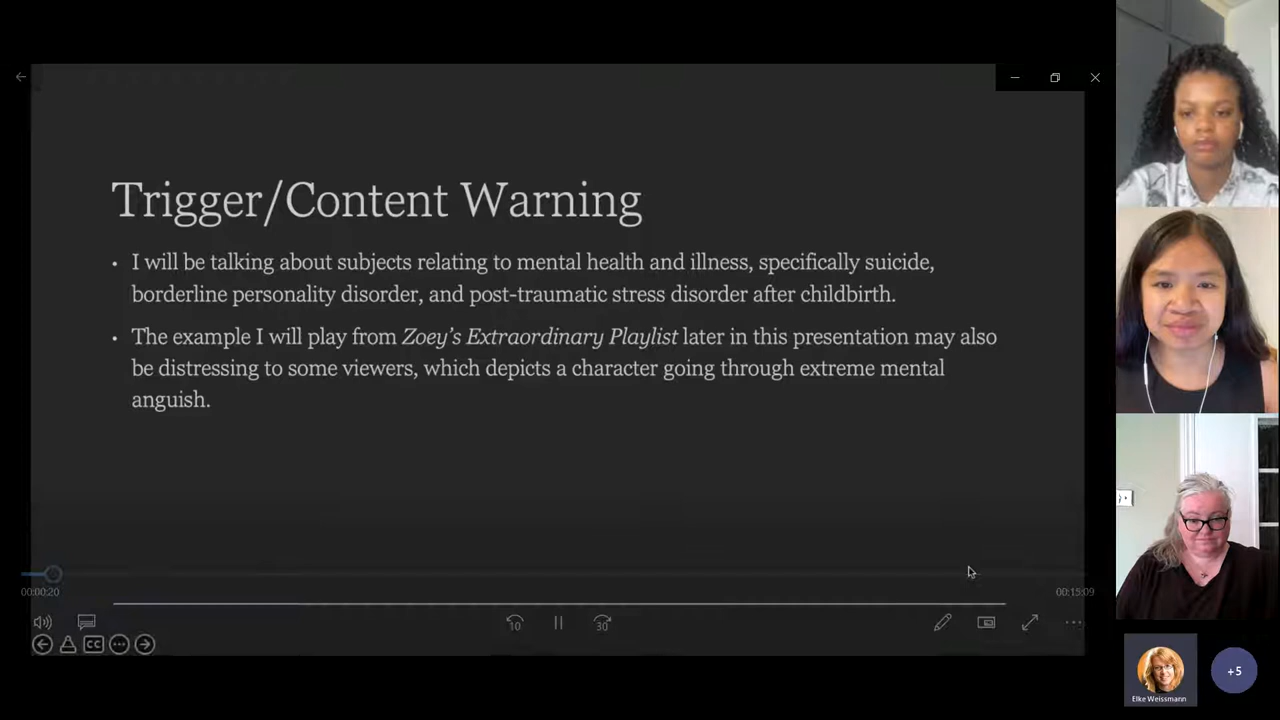 Trigger/Content Warning
• I will be talking about subjects relating to mental health and illness, specifically suicide,
borderline personality disorder, and post-traumatic stress disorder after childbirth.
• The example I will play from Zoey's Extraordinary Playlist later in this presentation may also
be distressing to some viewers, which depicts a character going through extreme mental
anguish.
00:00:20
00:15:09
10
30
CC
Elke Weissmann
+5